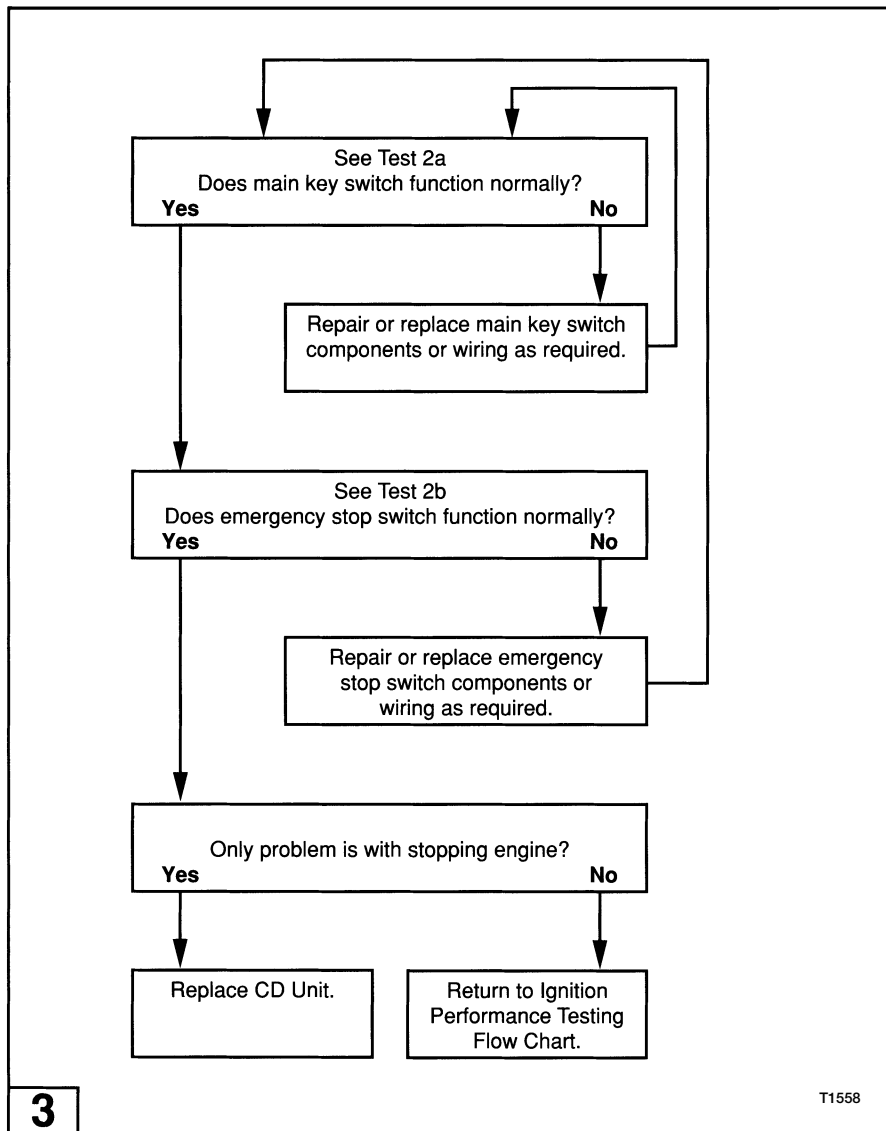 See Test 2a
Does main key switch function normally?
Yes No
Repair or replace main key switch
components or wiring as required.
See Test 2b
Does emergency stop switch function normally?
Yes No
Repair or replace emergency
stop switch components or
wiring as required.
Only problem is with stopping engine?
Yes No
Replace CD Unit.
Return to Ignition
Performance Testing
Flow Chart.
3
T1558